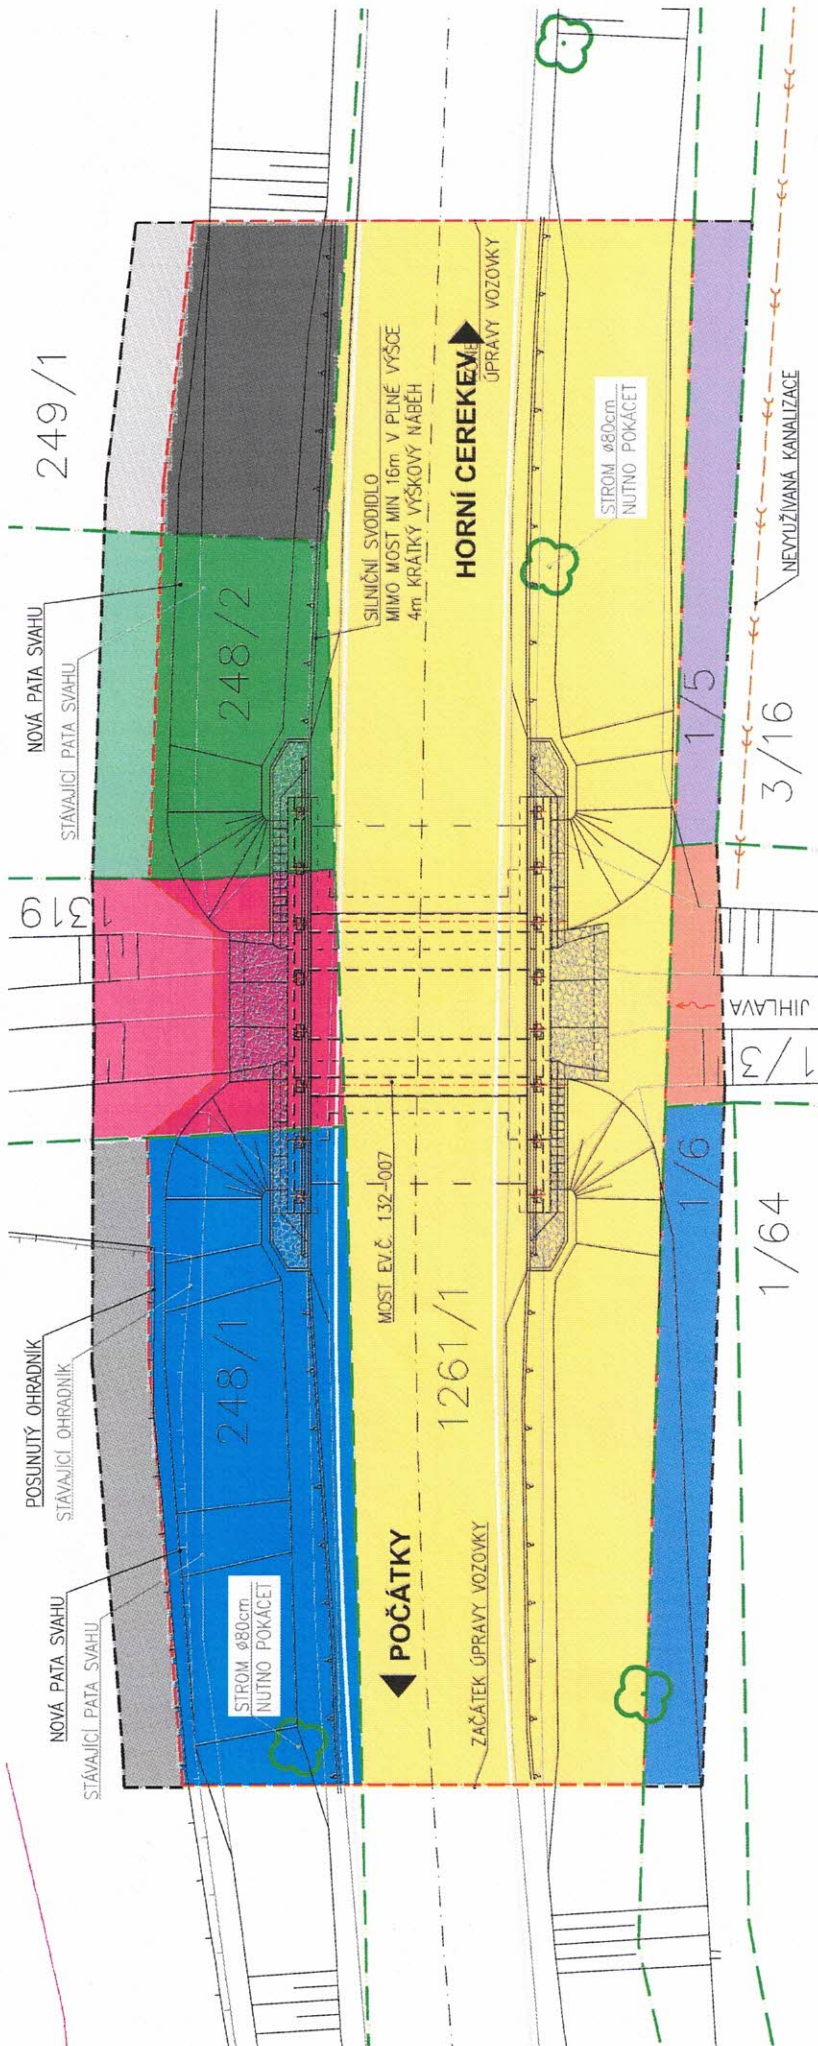 249/1
NOVÁ PATA SVAHU
STÁVAJÍCÍ PATA SVAHU
248/2
SILNIČNÍ SVODIDLO
MIMO MOST MIN 16m V PLNÉ VÝŠCE
4m KRÁTKÝ VÝŠKOVÝ NÁBĚH
HORNÍ CEREKEV
ÚPRAVY VOZOVKY
STROM ø80cm
NUTNO POKÁCET
1/5
3/16
NEVYUŽÍVANÁ KANALIZACE
1319
JIHLAVA
1/3
MOST EV.Č. 132-007
POSUNUTÝ OHRADNÍK
STÁVAJÍCÍ OHRADNÍK
248/1
1261/1
1/6
1/64
NOVÁ PATA SVAHU
STÁVAJÍCÍ PATA SVAHU
STROM ø80cm
NUTNO POKÁCET
POČÁTKY
ZAČÁTEK ÚPRAVY VOZOVKY